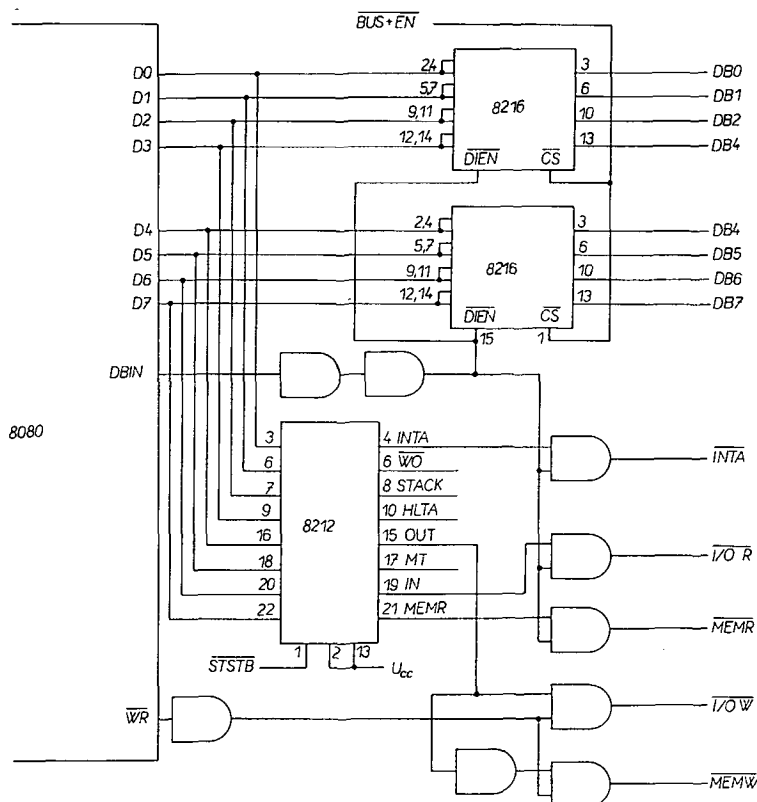 BUS+EN
D0 2,4 3 DB0
D1 5,7 6 DB1
D2 9,11 8216 10 DB2
D3 12,14 13 DB4
DIEN CS
D4 2,4 3 DB4
D5 5,7 6 DB5
D6 9,11 8216 10 DB6
D7 12,14 13 DB7
DIEN CS
15 1
DBIN
8080
3 4 INTA INTA
6 6 WO
7 8 STACK
9 10 HLTA
8212
16 15 OUT
18 17 MT I/O R
20 19 IN
22 21 MEMR MEMR
1 2 13
STSTB Ucc
WR I/O W
MEMW